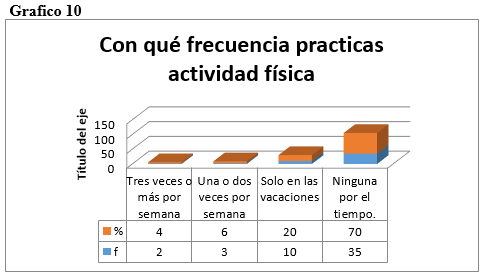 Grafico 10
Con qué frecuencia practicas
actividad física
Título del eje
150
100
50
0
Tres veces o
más por
semana
Una o dos
veces por
semana
Solo en las
vacaciones
Ninguna
por el
tiempo.
% 4 6 20 70
f 2 3 10 35